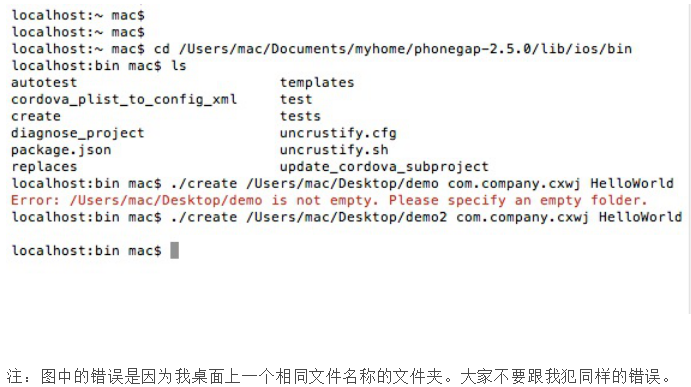 localhost:~ mac$
localhost:~ mac$
localhost:~ mac$ cd /Users/mac/Documents/myhome/phonegap-2.5.0/lib/ios/bin
localhost:bin mac$ ls
autotest templates
cordova_plist_to_config_xml test
create tests
diagnose_project uncrustify.cfg
package.json uncrustify.sh
replaces update_cordova_subproject
localhost:bin mac$ ./create /Users/mac/Desktop/demo com.company.cxwj HelloWorld
Error: /Users/mac/Desktop/demo is not empty. Please specify an empty folder.
localhost:bin mac$ ./create /Users/mac/Desktop/demo2 com.company.cxwj HelloWorld
localhost:bin mac$
注：图中的错误是因为我桌面上一个相同文件名称的文件夹。大家不要跟我犯同样的错误。